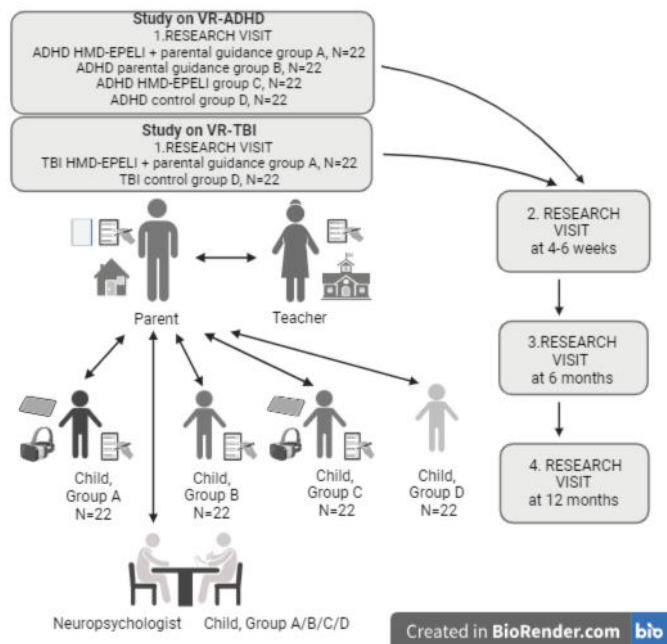 Study on VR-ADHD
1.RESEARCH VISIT
ADHD HMD-EPELI + parental guidance group A, N=22
ADHD parental guidance group B, N=22
ADHD HMD-EPELI group C, N=22
ADHD control group D, N=22
Study on VR-TBI
1.RESEARCH VISIT
TBI HMD-EPELI + parental guidance group A, N=22
TBI control group D, N=22
2. RESEARCH
VISIT
at 4-6 weeks
Parent
Teacher
3.RESEARCH
VISIT
at 6 months
Child,
Group A
N=22
Child,
Group B
N=22
Child,
Group C
N=22
Child,
Group D
N=22
4. RESEARCH
VISIT
at 12 months
Neuropsychologist
Child, Group A/B/C/D
Created in BioRender.com bio